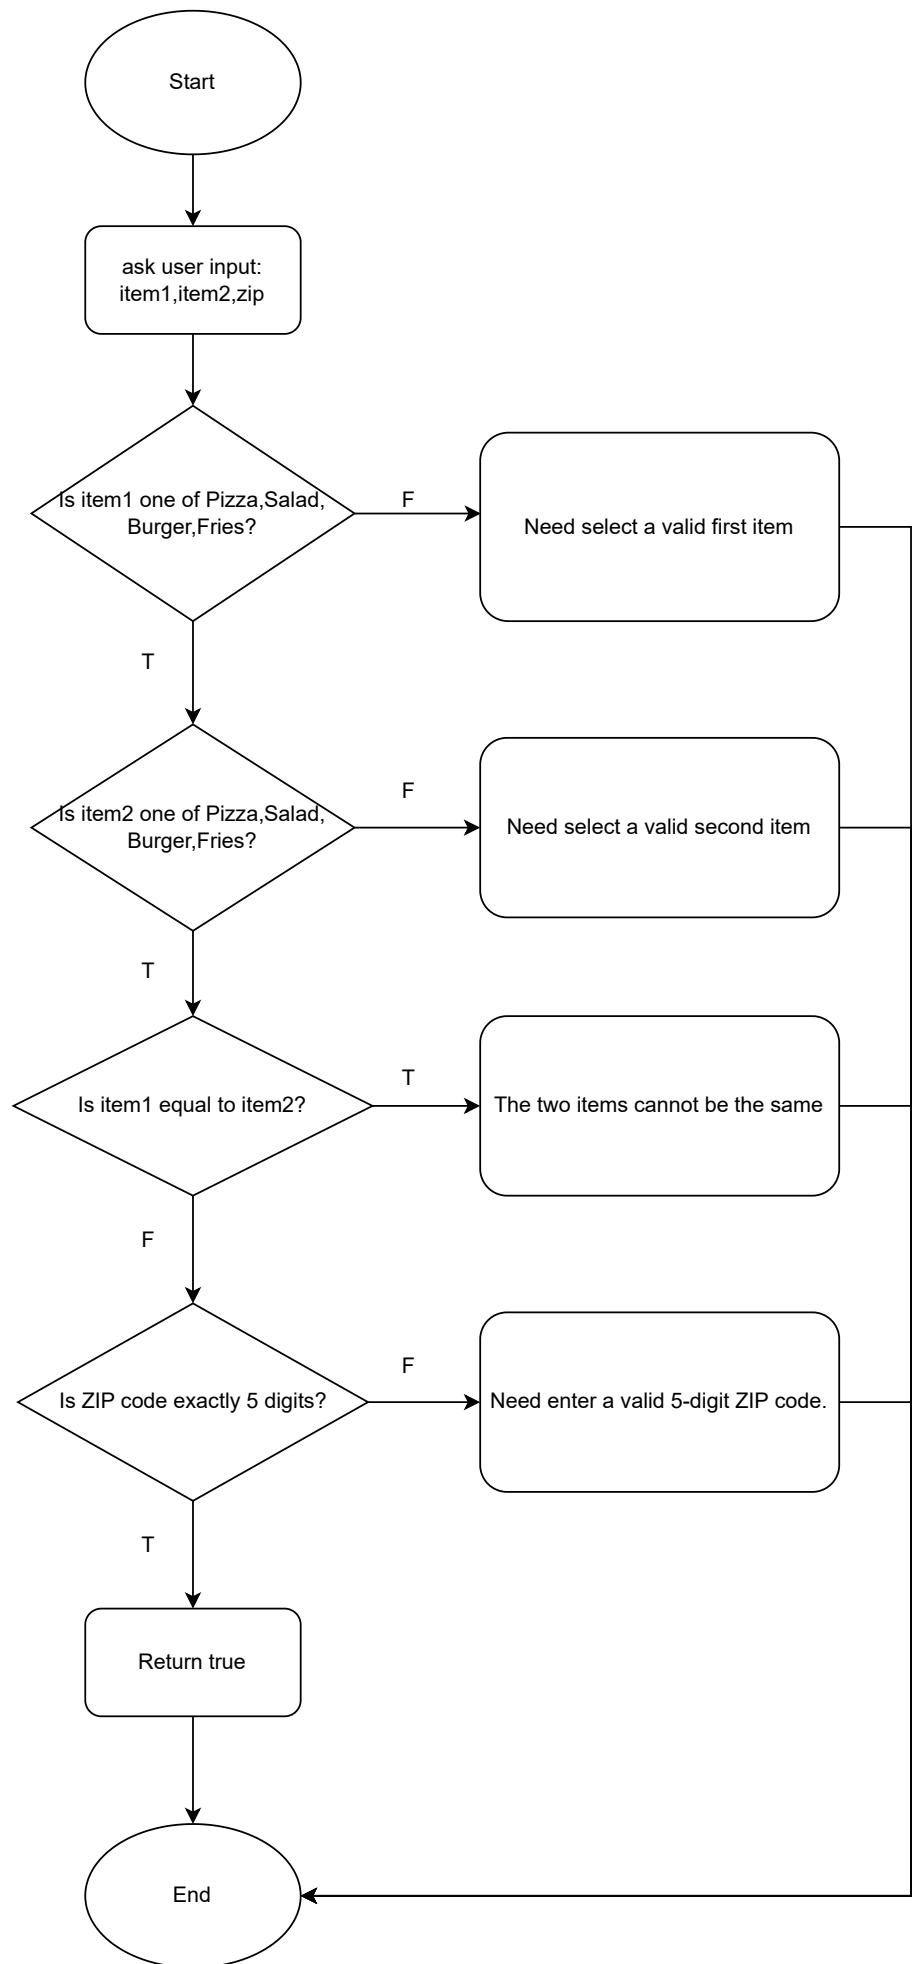 Start
ask user input:
item1,item2,zip
Is item1 one of Pizza,Salad,
Burger,Fries?
F
Need select a valid first item
T
Is item2 one of Pizza,Salad,
Burger,Fries?
F
Need select a valid second item
T
Is item1 equal to item2?
T
The two items cannot be the same
F
Is ZIP code exactly 5 digits?
F
Need enter a valid 5-digit ZIP code.
T
Return true
End